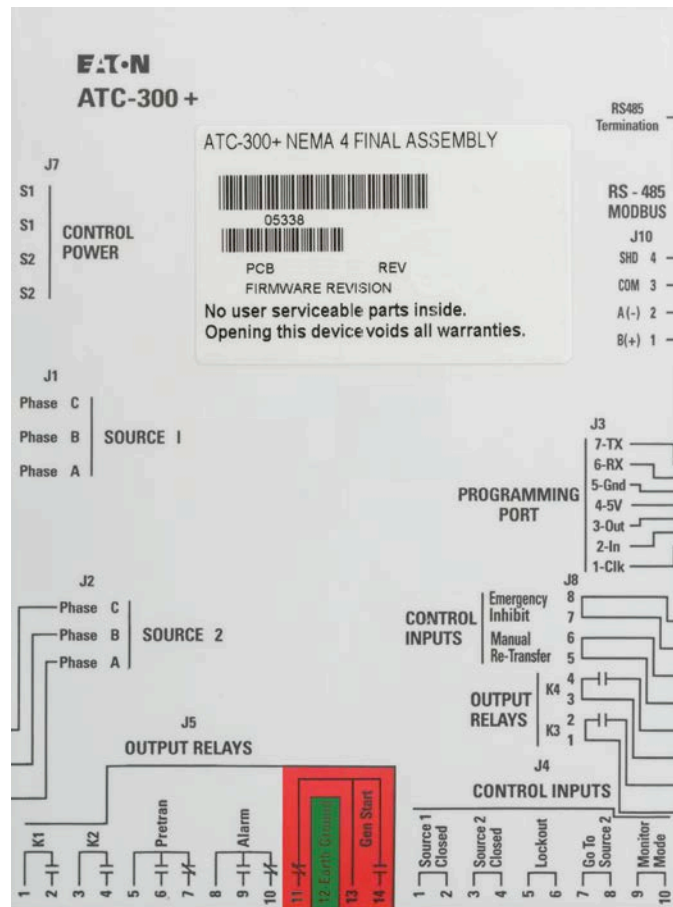 EATON
ATC-300 +
RS485
Termination
ATC-300+ NEMA 4 FINAL ASSEMBLY
05338
PCB REV
FIRMWARE REVISION
No user serviceable parts inside.
Opening this device voids all warranties.
J7
S1
S1
S2
S2
CONTROL
POWER
RS - 485
MODBUS
J10
SHD 4
COM 3
A(-) 2
B(+) 1
J1
Phase C
Phase B
Phase A
SOURCE 1
J3
7-TX
6-RX
5-Gnd
4-5V
3-Out
2-In
1-Clk
PROGRAMMING
PORT
J2
Phase C
Phase B
Phase A
SOURCE 2
J8
CONTROL
INPUTS
Emergency 8
Inhibit 7
Manual 6
Re-Transfer 5
OUTPUT
RELAYS
K4 4
3
K3 2
1
J5
OUTPUT RELAYS
K1
K2
Pretran
Alarm
Gen Start
1 2 3 4 5 6 7 8 9 10 11 12-Earth Ground 13 14
J4
CONTROL INPUTS
Source 1
Closed
Source 2
Closed
Lockout
Go To
Source 2
Monitor
Mode
1 2 3 4 5 6 7 8 9 10